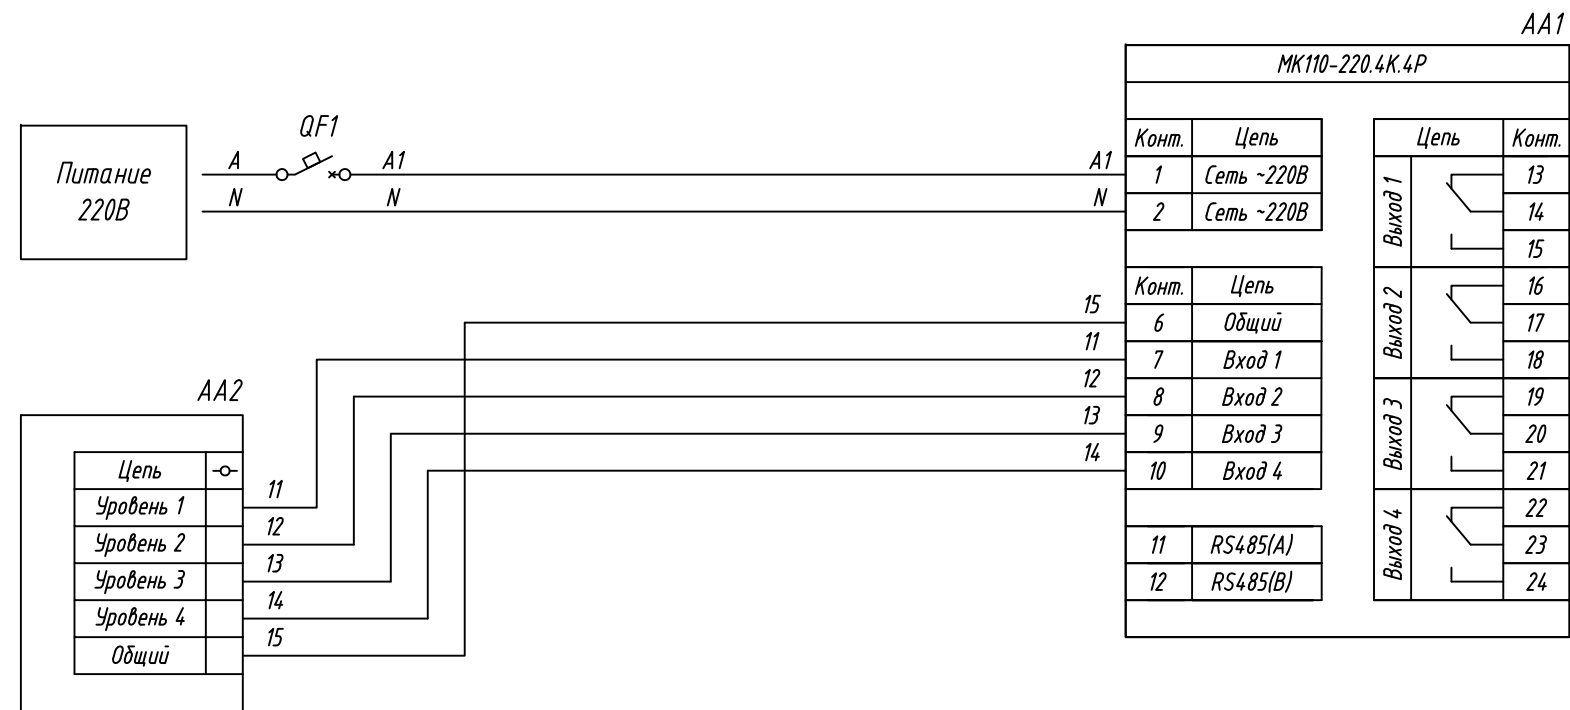 AA1
МК110-220.4К.4Р
Питание
220В
QF1
A
A1
A1
N
N
N
Конт. Цепь
1 Сеть ~220В
2 Сеть ~220В
Конт. Цепь
15 6 Общий
11 7 Вход 1
12 8 Вход 2
13 9 Вход 3
14 10 Вход 4
11 RS485(A)
12 RS485(B)
Цепь Конт.
Выход 1
13
14
15
Выход 2
16
17
18
Выход 3
19
20
21
Выход 4
22
23
24
AA2
Цепь
Уровень 1 11
Уровень 2 12
Уровень 3 13
Уровень 4 14
Общий 15